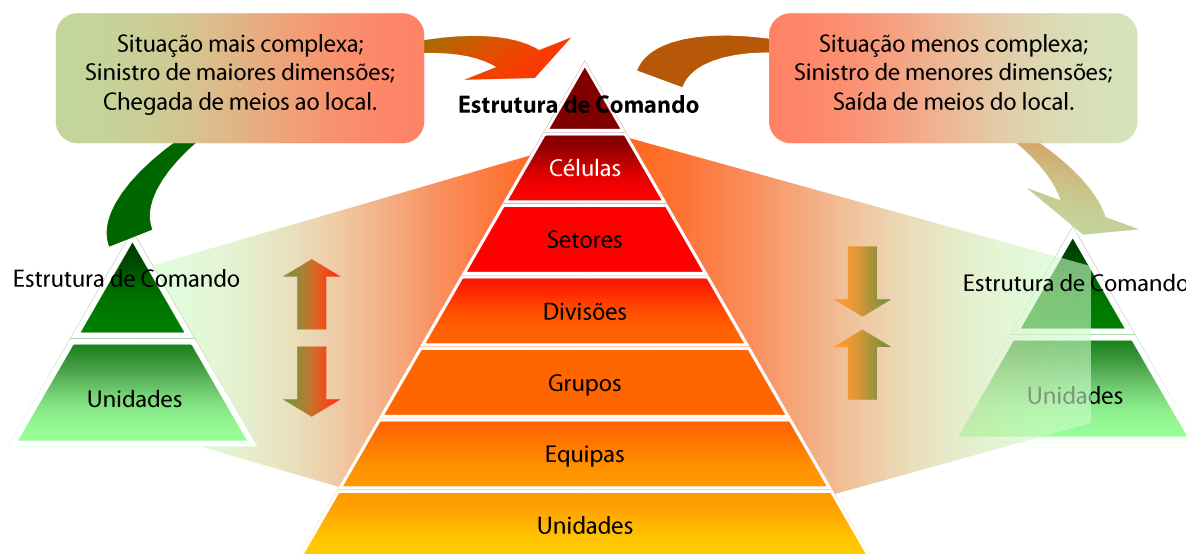 Situação mais complexa;
Sinistro de maiores dimensões;
Chegada de meios ao local.
Situação menos complexa;
Sinistro de menores dimensões;
Saída de meios do local.
Estrutura de Comando
Células
Setores
Divisões
Grupos
Equipas
Unidades
Estrutura de Comando
Unidades
Estrutura de Comando
Unidades